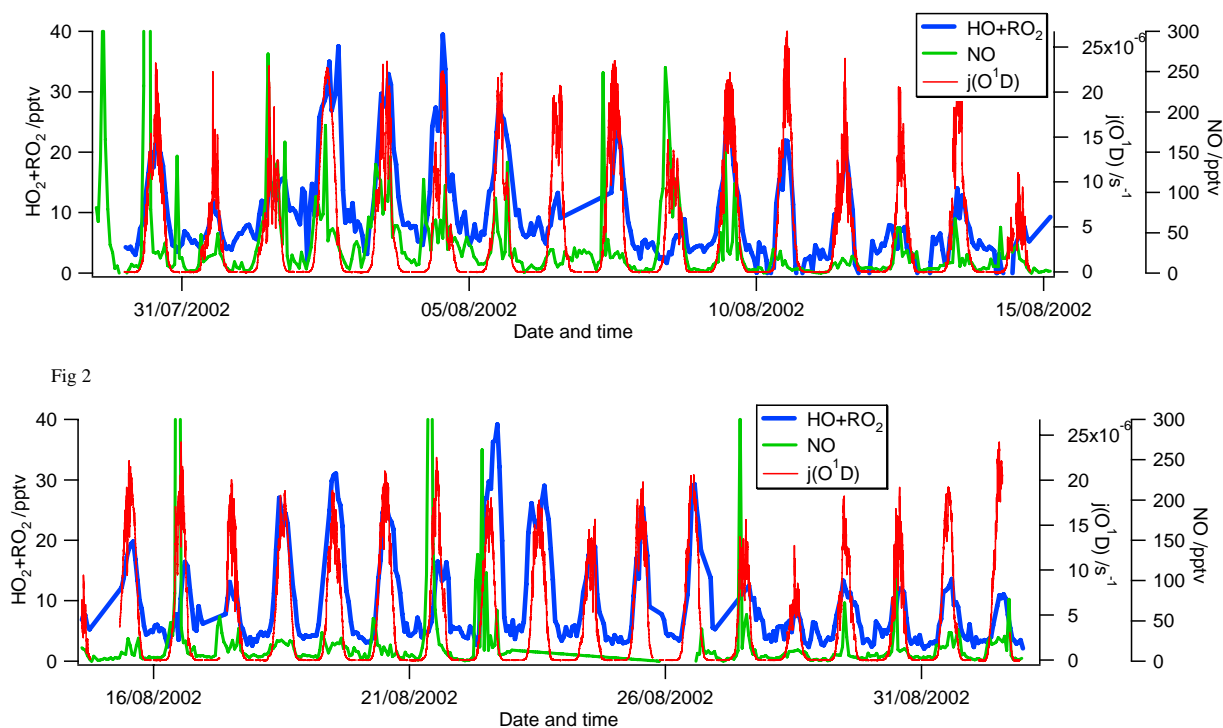 40
30
20
10
0
HO2+RO2 /pptv
HO+RO2
NO
j(O1D)
25x10-6
20
15
10
5
0
j(O1D) /s-1
300
250
200
150
100
50
0
NO /pptv
31/07/2002
05/08/2002
10/08/2002
15/08/2002
Date and time
Fig 2
40
30
20
10
0
HO2+RO2 /pptv
HO+RO2
NO
j(O1D)
25x10-6
20
15
10
5
0
j(O1D) /s-1
300
250
200
150
100
50
0
NO /pptv
16/08/2002
21/08/2002
26/08/2002
31/08/2002
Date and time